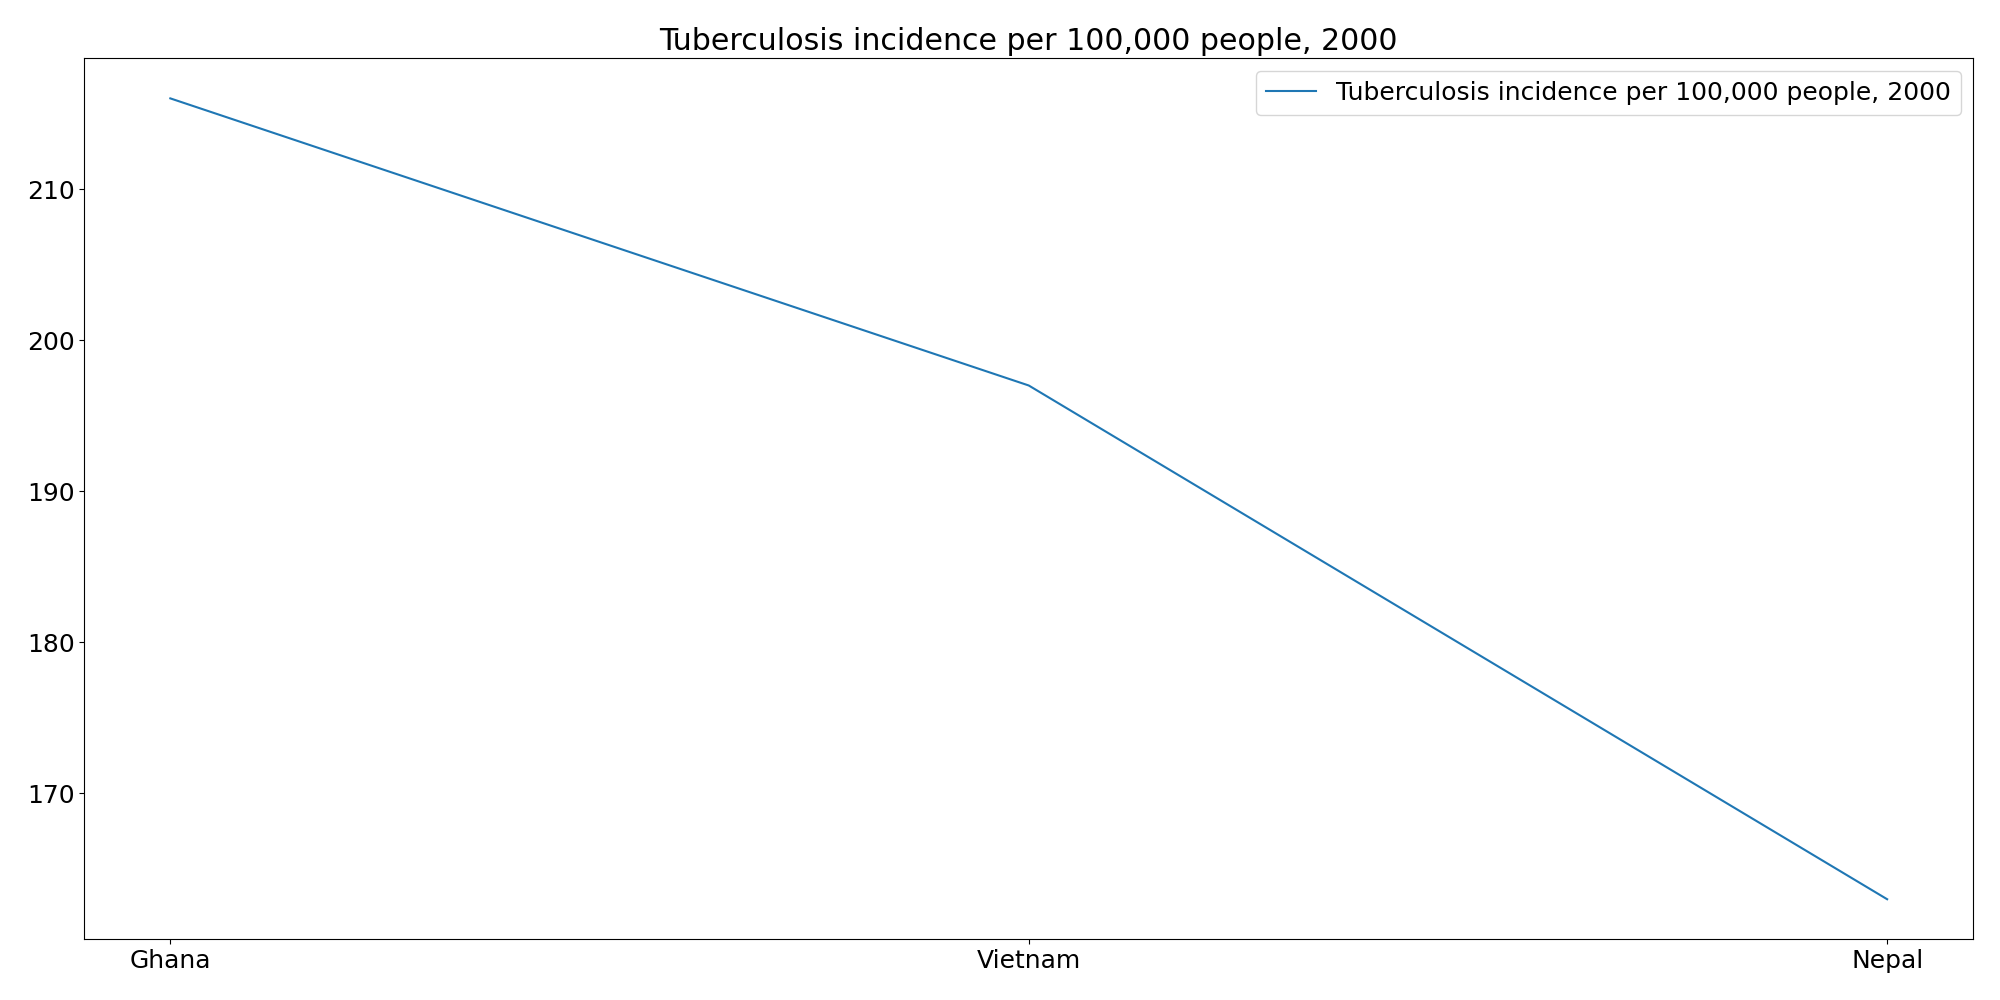 Tuberculosis incidence per 100,000 people, 2000
Tuberculosis incidence per 100,000 people, 2000
210
200
190
180
170
Ghana Vietnam Nepal